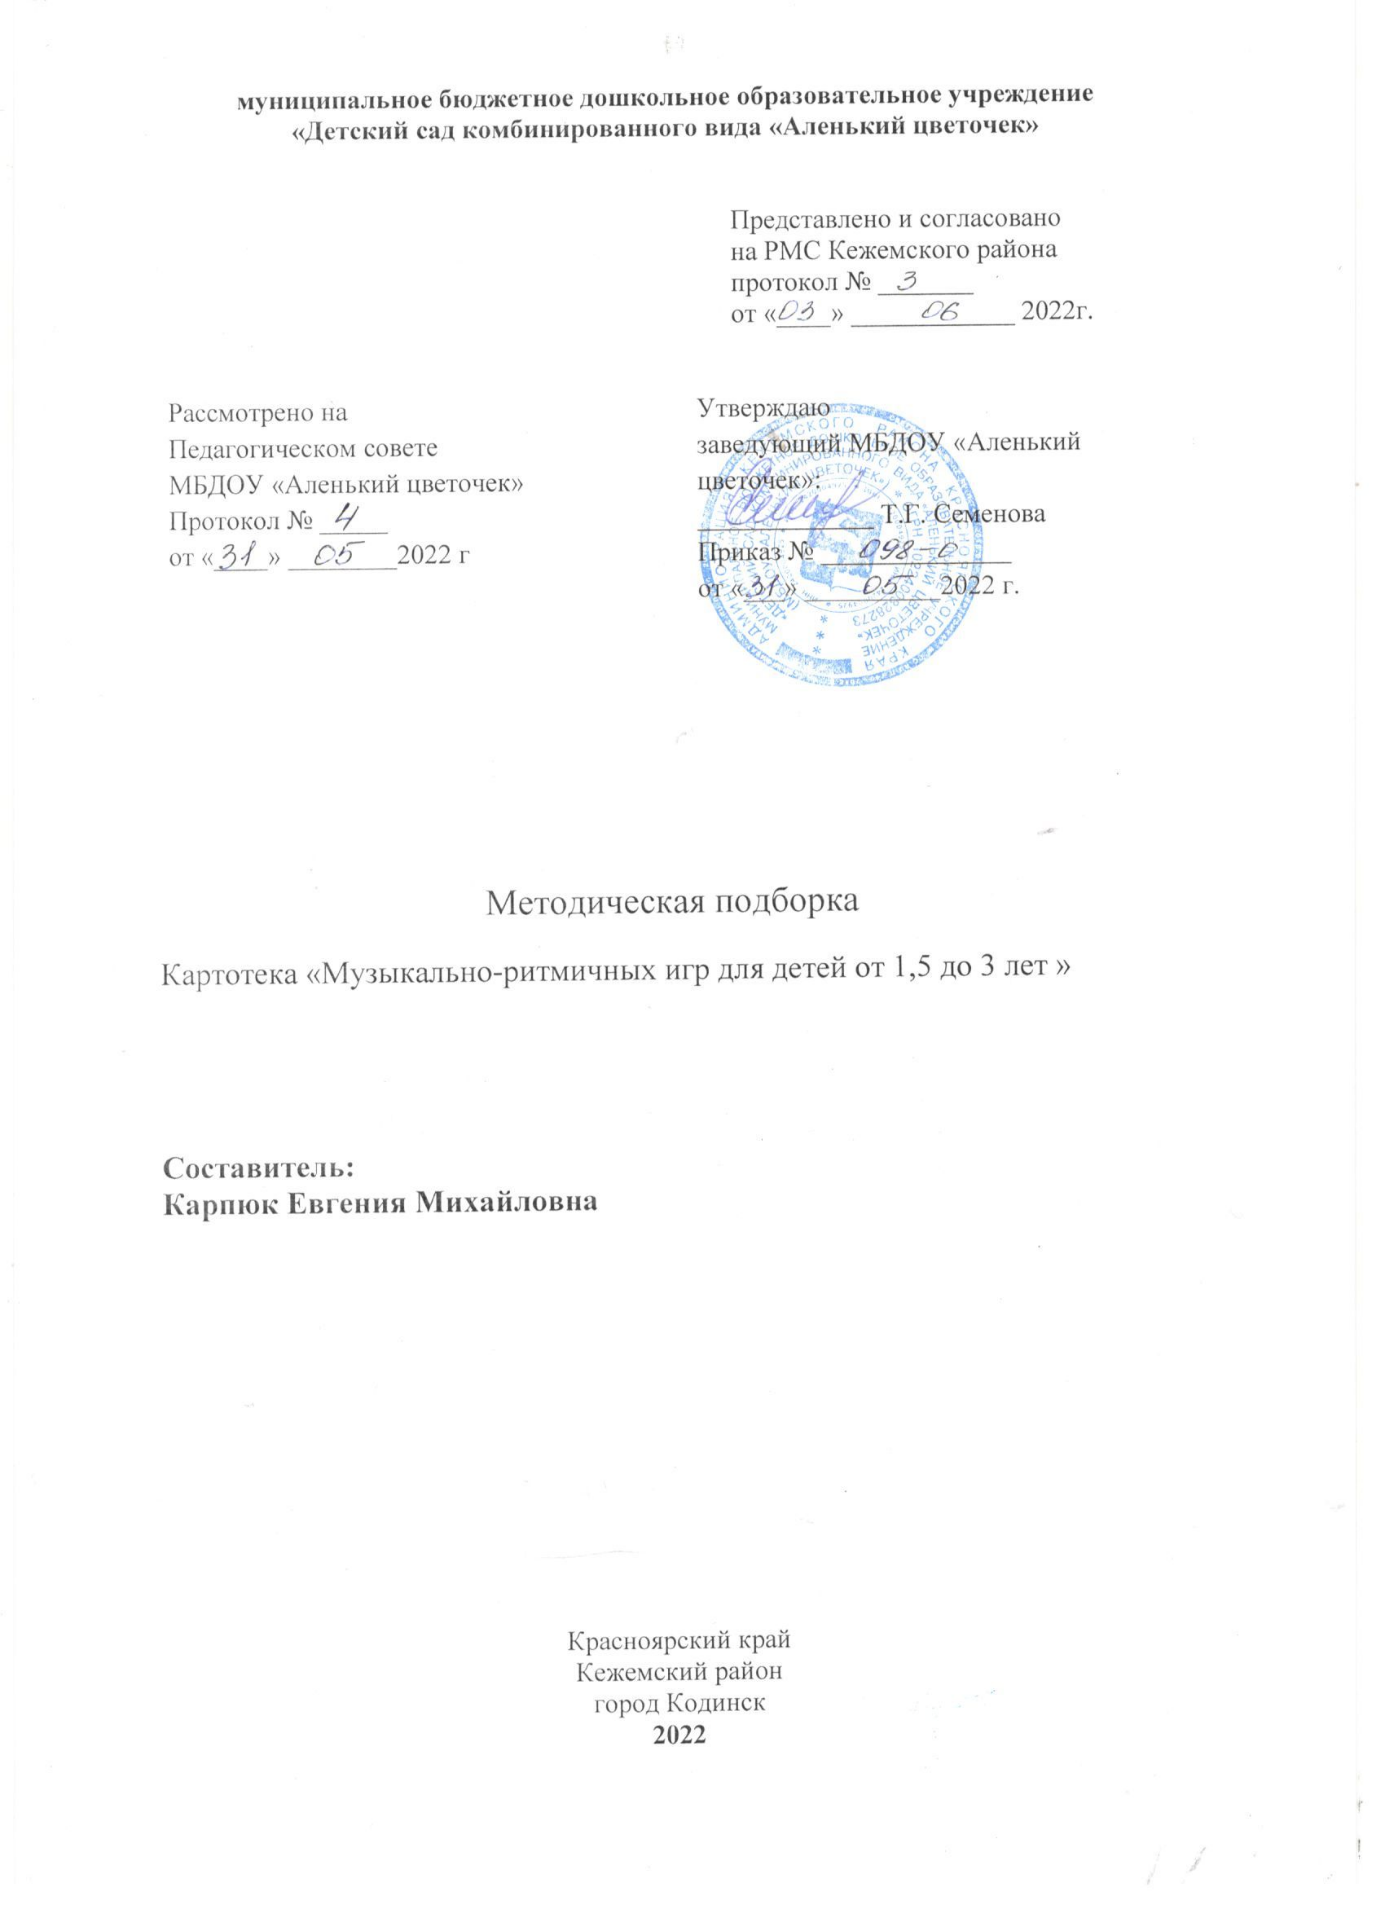 муниципальное бюджетное дошкольное образовательное учреждение
«Детский сад комбинированного вида «Аленький цветочек»
Представлено и согласовано
на РМС Кежемского района
протокол № 3
от «03» 06 2022г.
Рассмотрено на
Педагогическом совете
МБДОУ «Аленький цветочек»
Протокол № 4
от «31» 05 2022 г
Утверждаю
заведующий МБДОУ «Аленький
цветочек»:
Т.Г. Семенова
Приказ № 098-о
от «31» 05 2022 г.
Методическая подборка
Картотека «Музыкально-ритмичных игр для детей от 1,5 до 3 лет »
Составитель:
Карпюк Евгения Михайловна
Красноярский край
Кежемский район
город Кодинск
2022